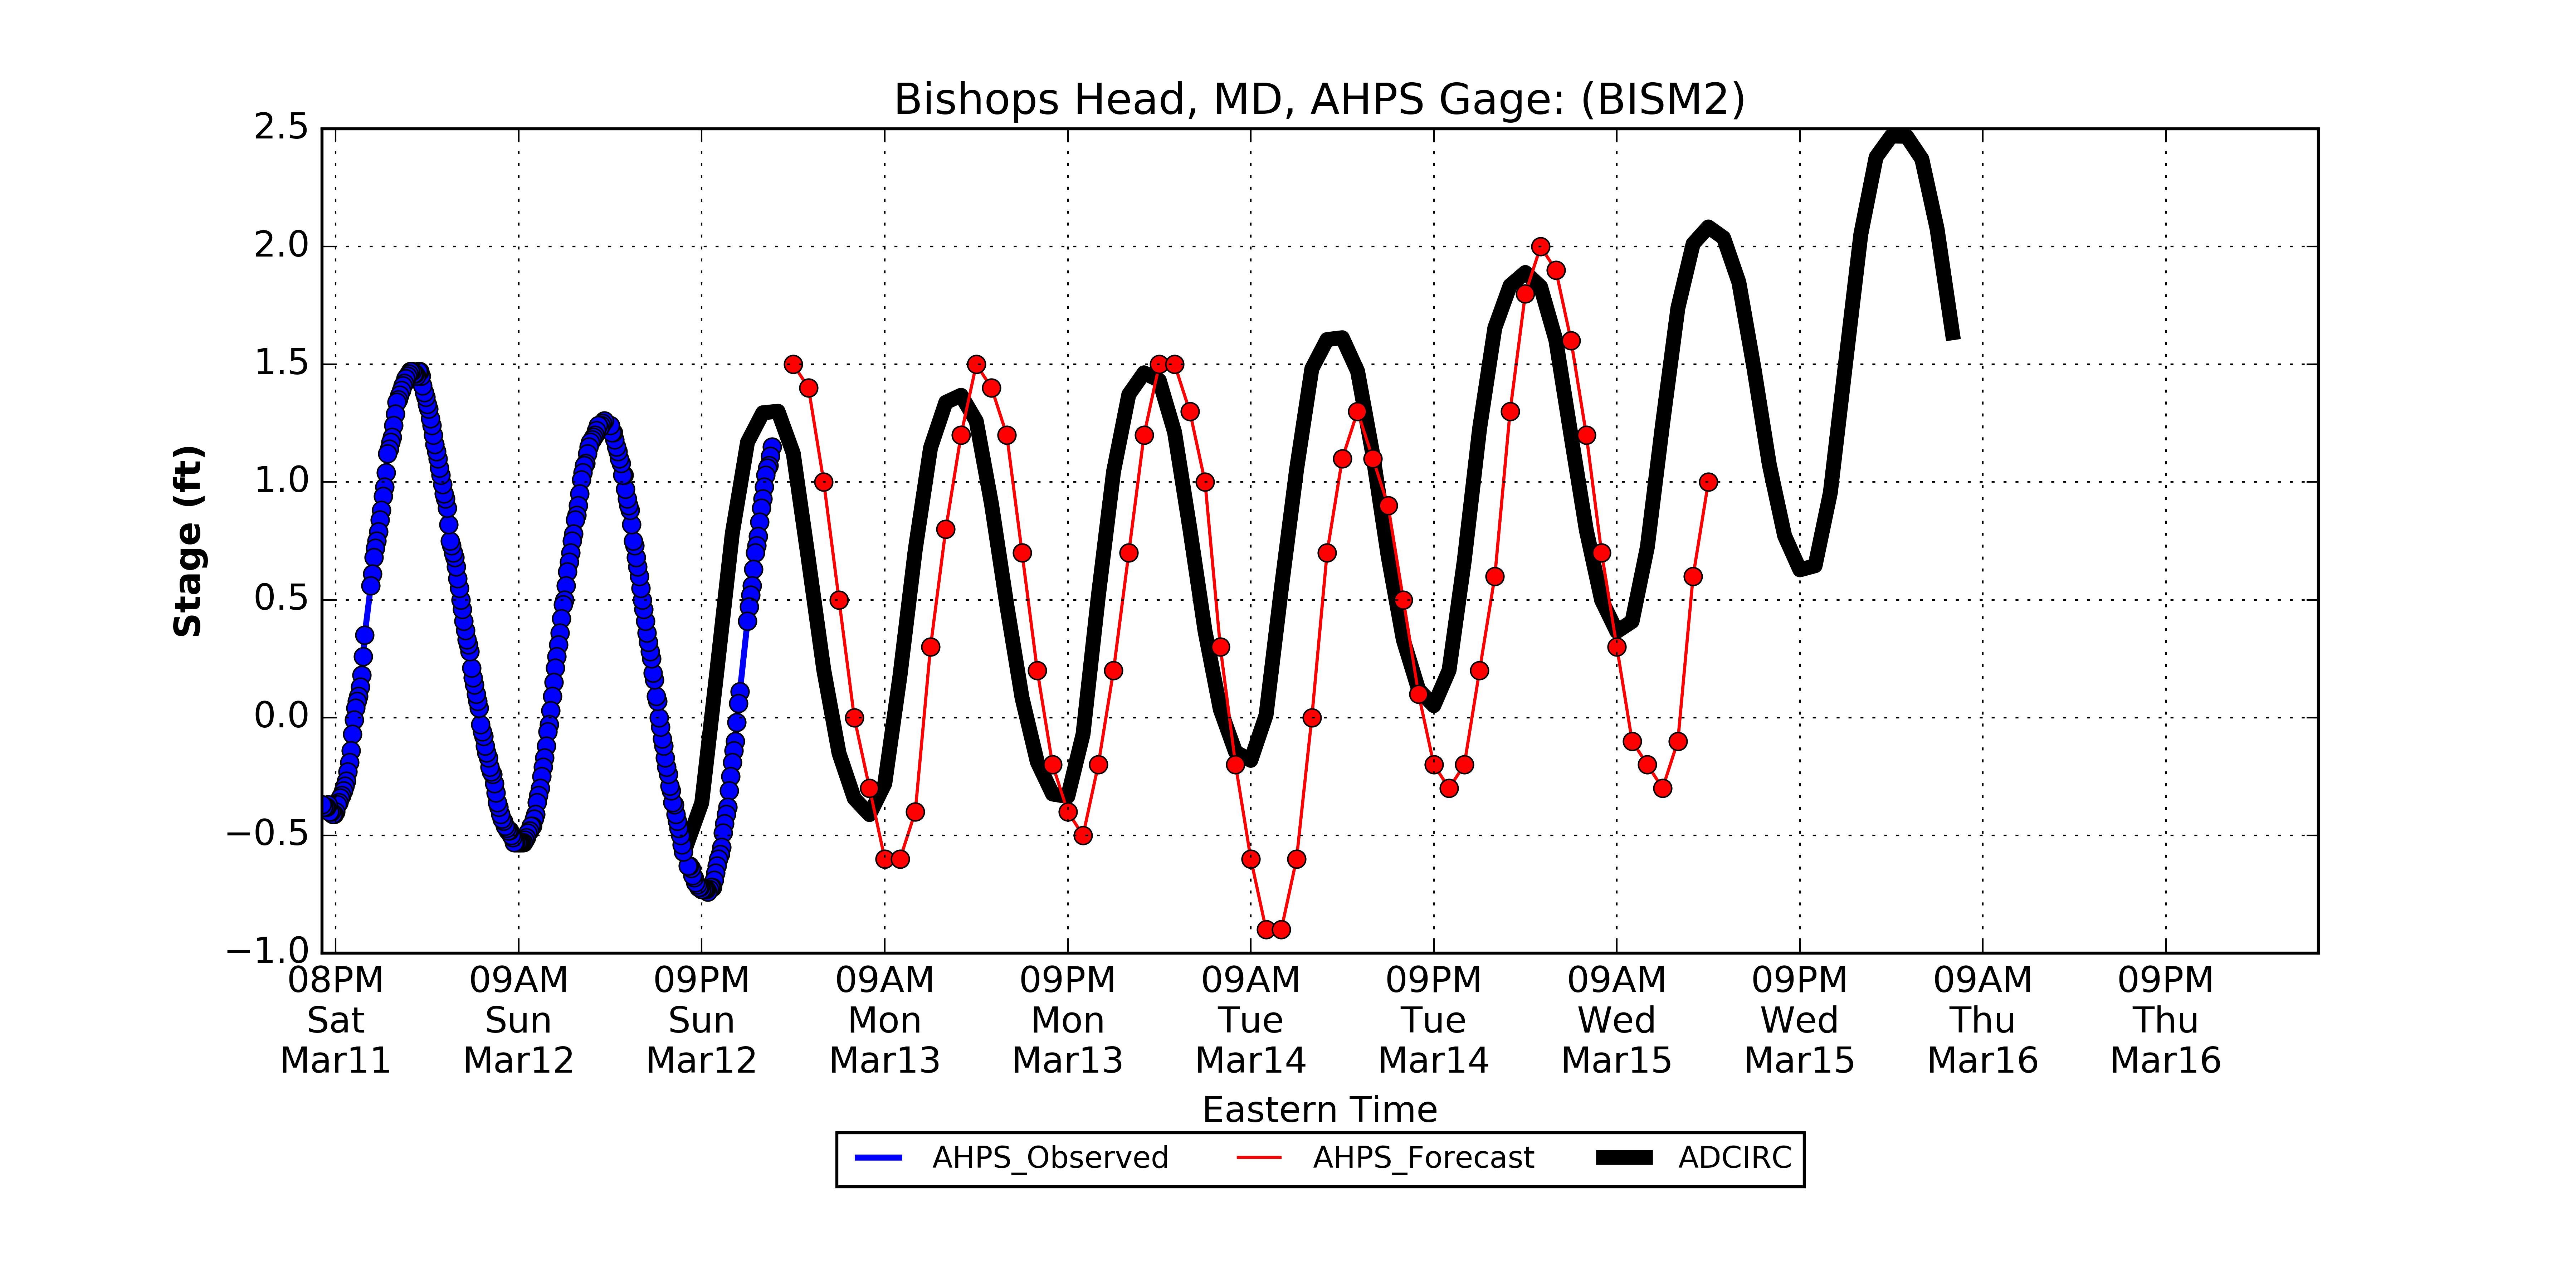 Bishops Head, MD, AHPS Gage: (BISM2)
2.5
2.0
1.5
1.0
0.5
0.0
−0.5
−1.0
Stage (ft)
08PM 09AM 09PM 09AM 09PM 09AM 09PM 09AM 09PM 09AM 09PM
Sat Sun Sun Mon Mon Tue Tue Wed Wed Thu Thu
Mar11 Mar12 Mar12 Mar13 Mar13 Mar14 Mar14 Mar15 Mar15 Mar16 Mar16
Eastern Time
AHPS_Observed AHPS_Forecast ADCIRC